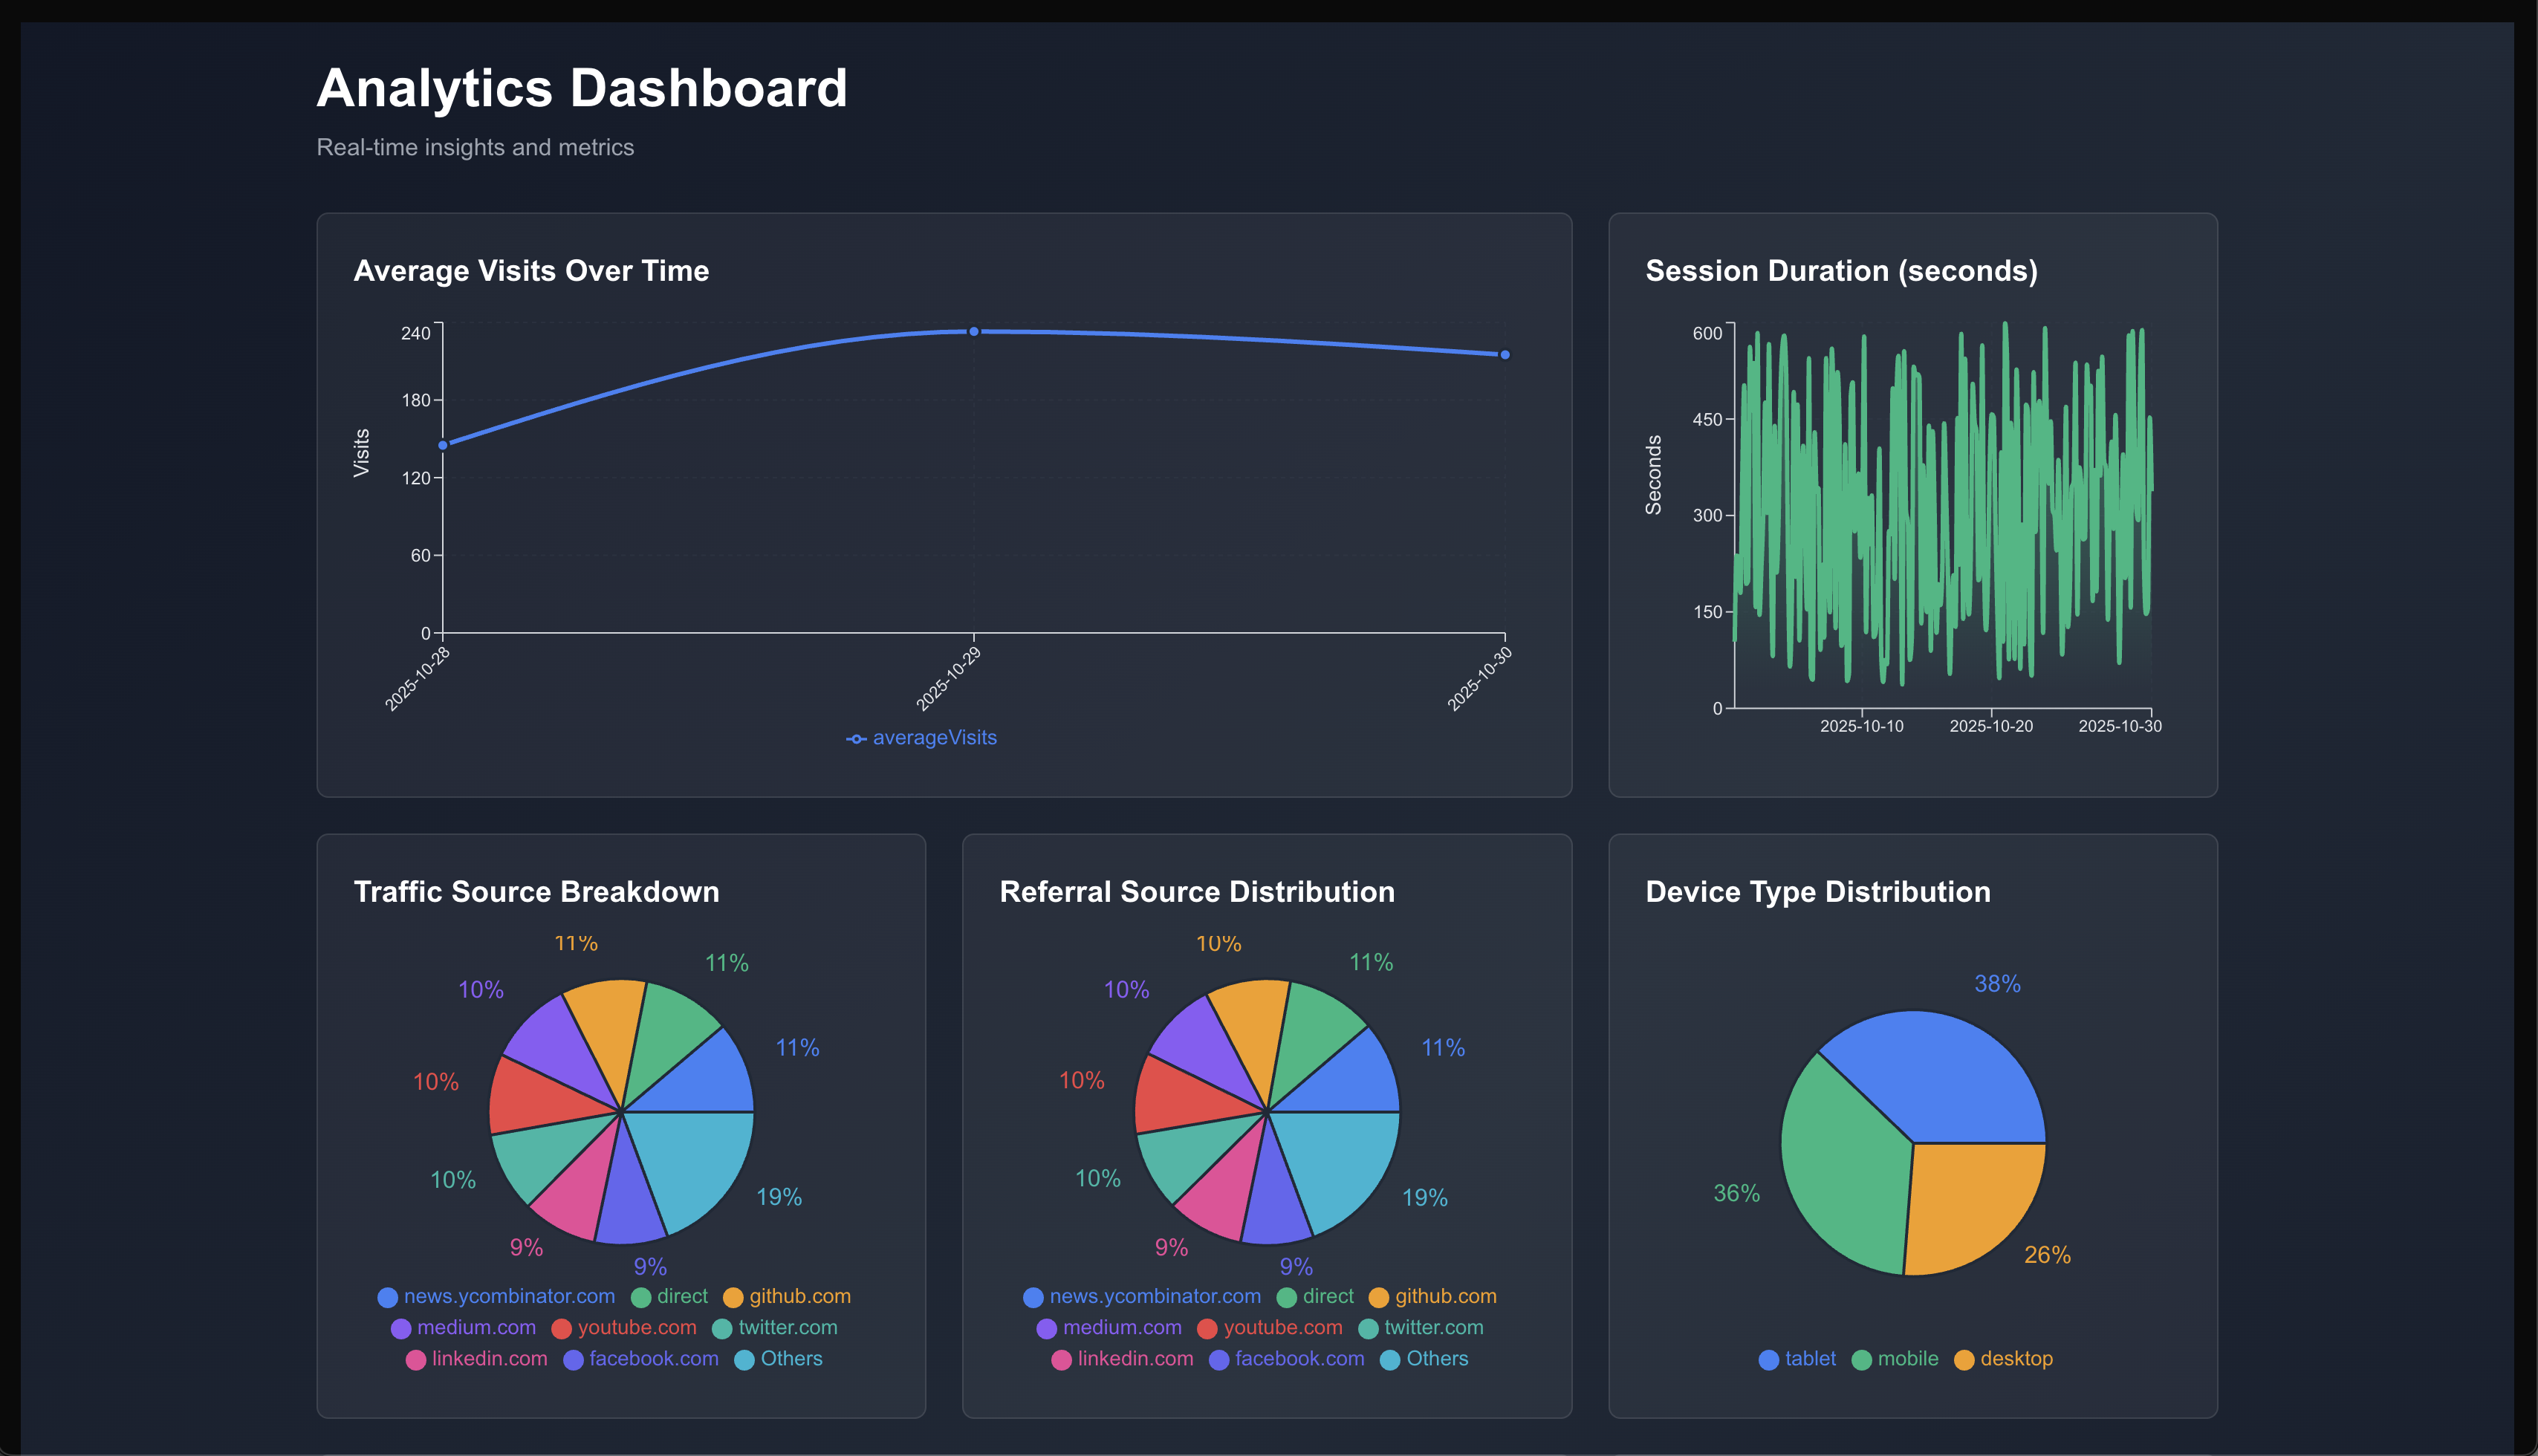 Analytics Dashboard
Real-time insights and metrics
Average Visits Over Time
240
180
120
60
0
Visits
2025-10-28
2025-10-29
2025-10-30
averageVisits
Session Duration (seconds)
600
450
300
150
0
Seconds
2025-10-10
2025-10-20
2025-10-30
Traffic Source Breakdown
11%
11%
10%
11%
10%
10%
19%
9%
9%
news.ycombinator.com direct github.com
medium.com youtube.com twitter.com
linkedin.com facebook.com Others
Referral Source Distribution
10%
11%
10%
11%
10%
10%
19%
9%
9%
news.ycombinator.com direct github.com
medium.com youtube.com twitter.com
linkedin.com facebook.com Others
Device Type Distribution
38%
36%
26%
tablet mobile desktop